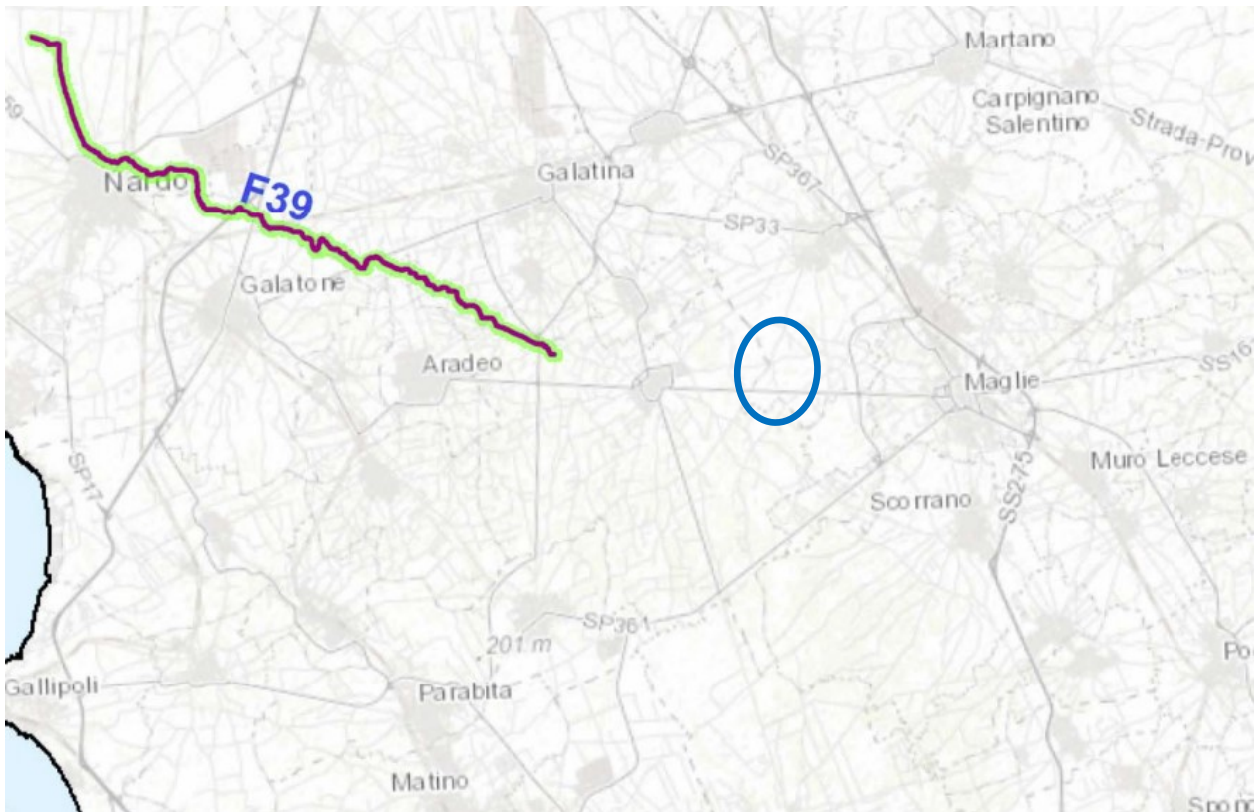 Martano
Carpignano
Salentino
Strada-Prov
SP367
Galatina
Nardo
F39
SP33
Galatone
Aradeo
Maglie
SS16
Muro Leccese
SP17
Scorrano
SS275
SP361
201 m
Gallipoli
Parabita
Matino